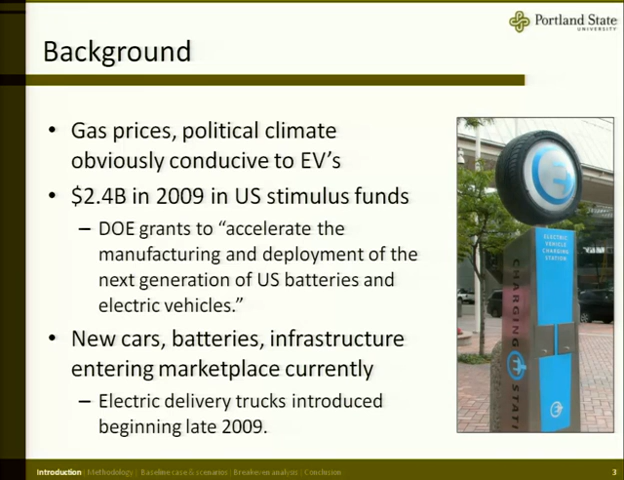 Portland State
UNIVERSITY
Background
• Gas prices, political climate
obviously conducive to EV’s
• $2.4B in 2009 in US stimulus funds
– DOE grants to “accelerate the
manufacturing and deployment of the
next generation of US batteries and
electric vehicles.”
• New cars, batteries, infrastructure
entering marketplace currently
– Electric delivery trucks introduced
beginning late 2009.
ELECTRIC
VEHICLE
CHARGING
STATION
CHARGING STATI
Introduction | Methodology | Baseline case & scenarios | Breakeven analysis | Conclusion
3